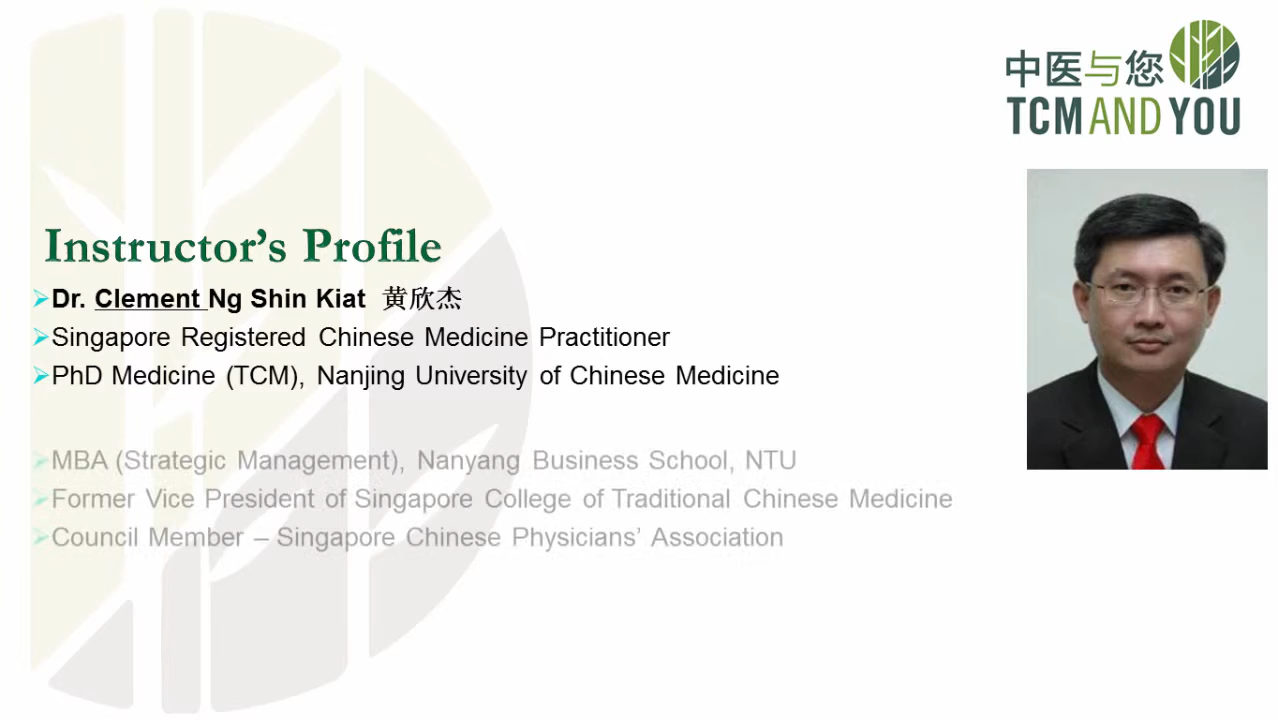 中医与您
TCM AND YOU
Instructor’s Profile
Dr. Clement Ng Shin Kiat 黄欣杰
Singapore Registered Chinese Medicine Practitioner
PhD Medicine (TCM), Nanjing University of Chinese Medicine
MBA (Strategic Management), Nanyang Business School, NTU
Former Vice President of Singapore College of Traditional Chinese Medicine
Council Member – Singapore Chinese Physicians’ Association